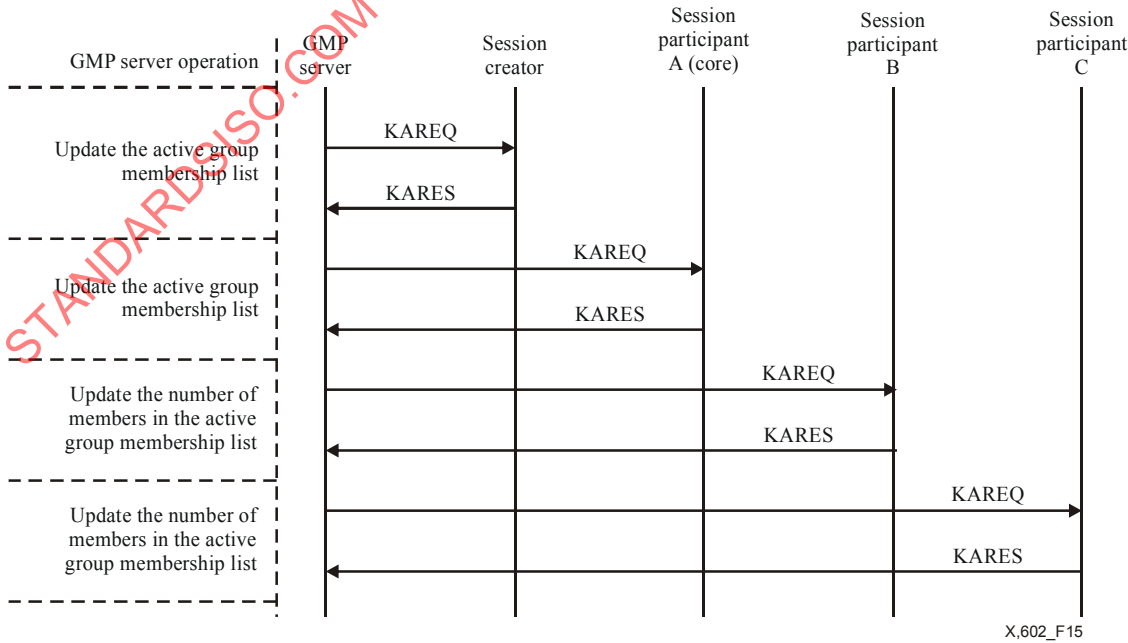 GMP server operation
GMP
server
Session
creator
Session
participant
A (core)
Session
participant
B
Session
participant
C
Update the active group
membership list
KAREQ
KARES
Update the active group
membership list
KAREQ
KARES
Update the number of
members in the active
group membership list
KAREQ
KARES
Update the number of
members in the active
group membership list
KAREQ
KARES
X,602_F15
STANDARDSISO.COM